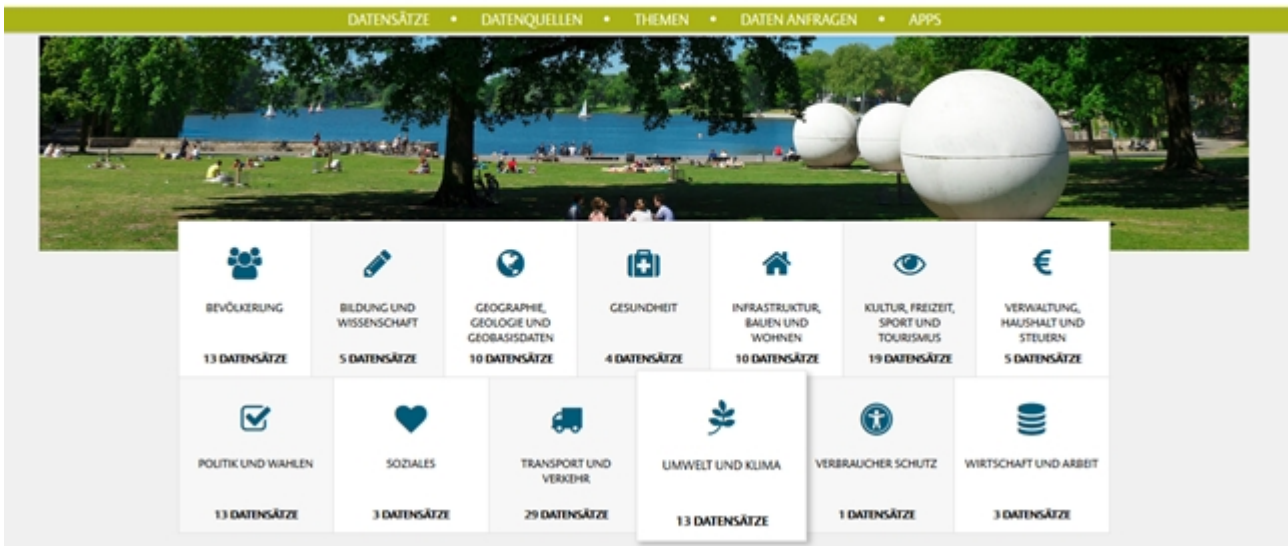 DATENSÄTZE • DATENQUELLEN • THEMEN • DATEN ANFRAGEN • APPS
BEVÖLKERUNG
13 DATENSÄTZE
BILDUNG UND
WISSENSCHAFT
5 DATENSÄTZE
GEOGRAPHIE,
GEOLOGIE UND
GEOBASISDATEN
10 DATENSÄTZE
GESUNDHEIT
4 DATENSÄTZE
INFRASTRUKTUR,
BAUEN UND
WOHNEN
10 DATENSÄTZE
KULTUR, FREIZEIT,
SPORT UND
TOURISMUS
19 DATENSÄTZE
VERWALTUNG,
HAUSHALT UND
STEUERN
5 DATENSÄTZE
POLITIK UND WAHLEN
13 DATENSÄTZE
SOZIALES
3 DATENSÄTZE
TRANSPORT UND
VERKEHR
29 DATENSÄTZE
UMWELT UND KLIMA
13 DATENSÄTZE
VERBRAUCHER SCHUTZ
1 DATENSÄTZE
WIRTSCHAFT UND ARBEIT
3 DATENSÄTZE